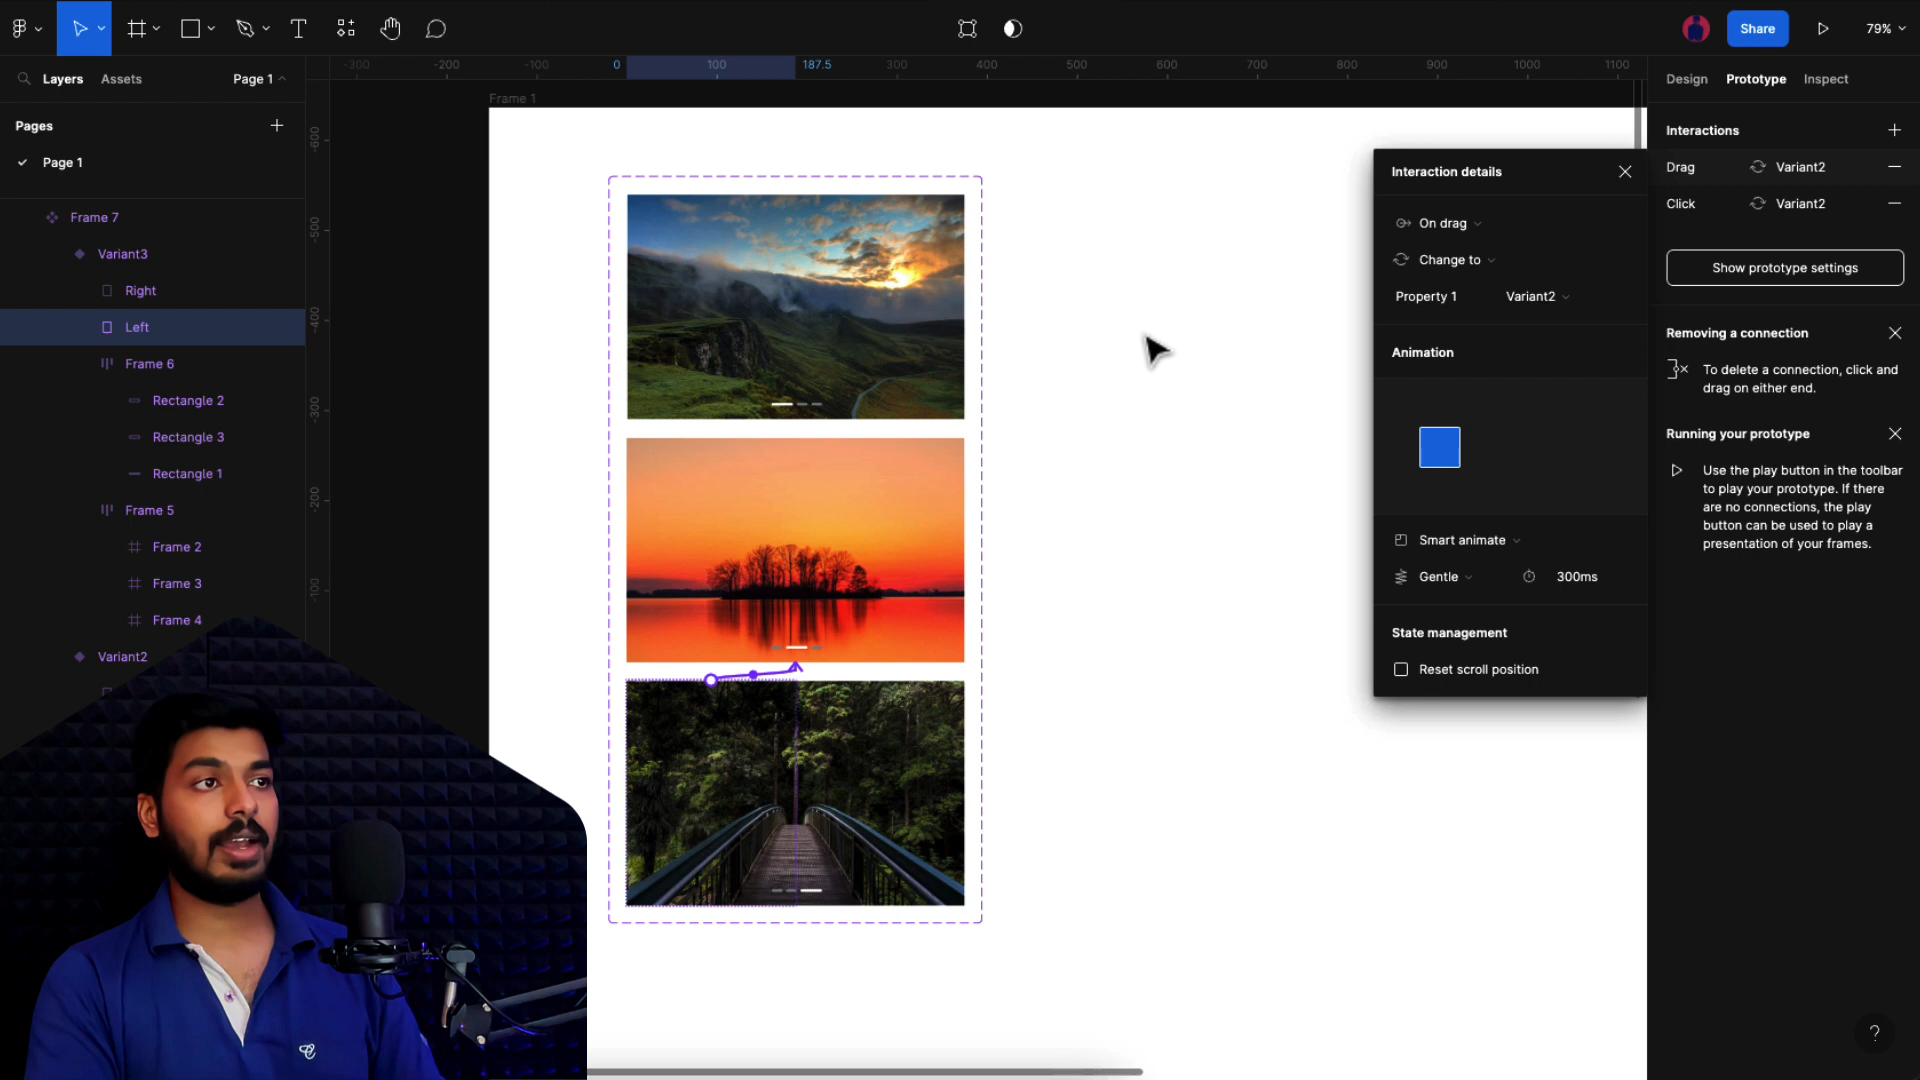 Share
79%
Layers
Assets
Page 1
Pages
Page 1
Frame 7
Variant3
Right
Left
Frame 6
Rectangle 2
Rectangle 3
Rectangle 1
Frame 5
Frame 2
Frame 3
Frame 4
Variant2
-300
-200
-100
0
100
187.5
300
400
500
600
700
800
900
1000
1100
-600
-500
-400
-300
-200
-100
Frame 1
Interaction details
On drag
Change to
Property 1
Variant2
Animation
Smart animate
Gentle
300ms
State management
Reset scroll position
Design
Prototype
Inspect
Interactions
Drag
Variant2
Click
Variant2
Show prototype settings
Removing a connection
To delete a connection, click and
drag on either end.
Running your prototype
Use the play button in the toolbar
to play your prototype. If there
are no connections, the play
button can be used to play a
presentation of your frames.
?